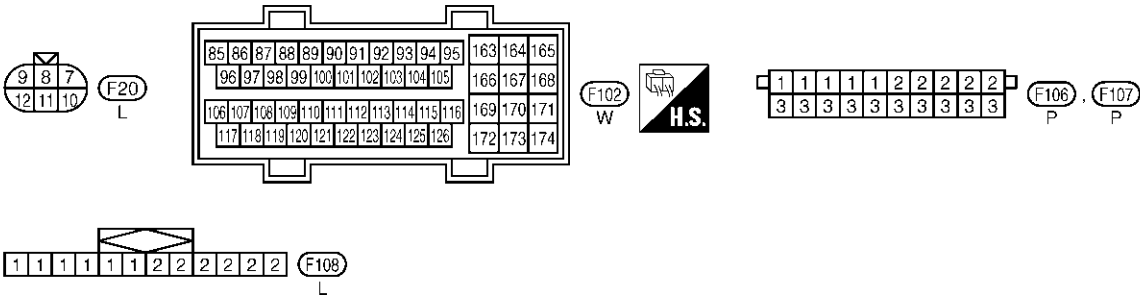 9 8 7
12 11 10
F20
L
85 86 87 88 89 90 91 92 93 94 95
96 97 98 99 100 101 102 103 104 105
106 107 108 109 110 111 112 113 114 115 116
117 118 119 120 121 122 123 124 125 126
163 164 165
166 167 168
169 170 171
172 173 174
F102
W
H.S.
1 1 1 1 1 2 2 2 2 2
3 3 3 3 3 3 3 3 3 3
F106 , F107
P P
1 1 1 1 1 1 2 2 2 2 2 2
F108
L